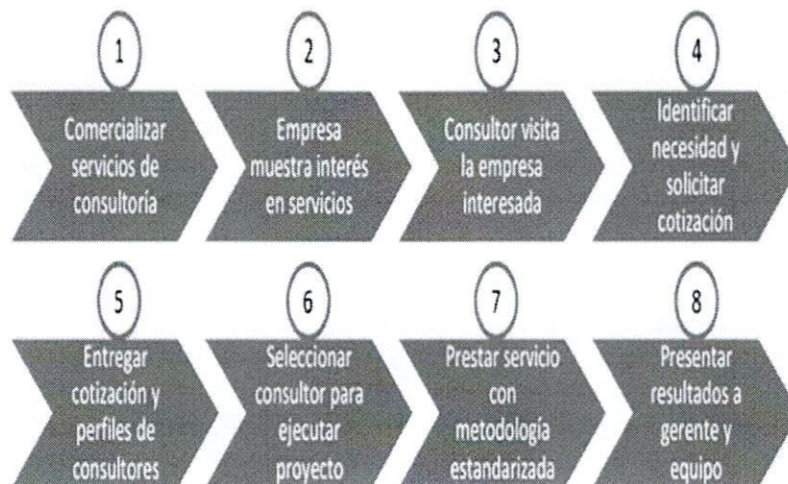 1
Comercializar
servicios de
consultoría
2
Empresa
muestra interés
en servicios
3
Consultor visita
la empresa
interesada
4
Identificar
necesidad y
solicitar
cotización
5
Entregar
cotización y
perfiles de
consultores
6
Seleccionar
consultor para
ejecutar
proyecto
7
Prestar servicio
con
metodología
estandarizada
8
Presentar
resultados a
gerente y
equipo